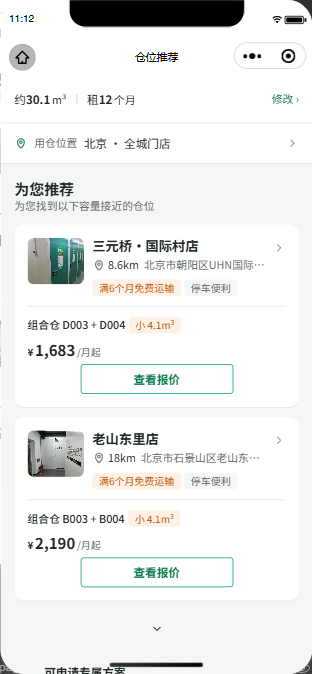 11:12
仓位推荐
约30.1m³ 租12个月 修改 ›
用仓位置 北京 · 全城门店
为您推荐
为您找到以下容量接近的仓位
三元桥·国际村店
8.6km 北京市朝阳区UHN国际…
满6个月免费运输 停车便利
组合仓 D003 + D004 小 4.1m³
¥1,683/月起
查看报价
老山东里店
18km 北京市石景山区老山东…
满6个月免费运输 停车便利
组合仓 B003 + B004 小 4.1m³
¥2,190/月起
查看报价
可申请专属方案